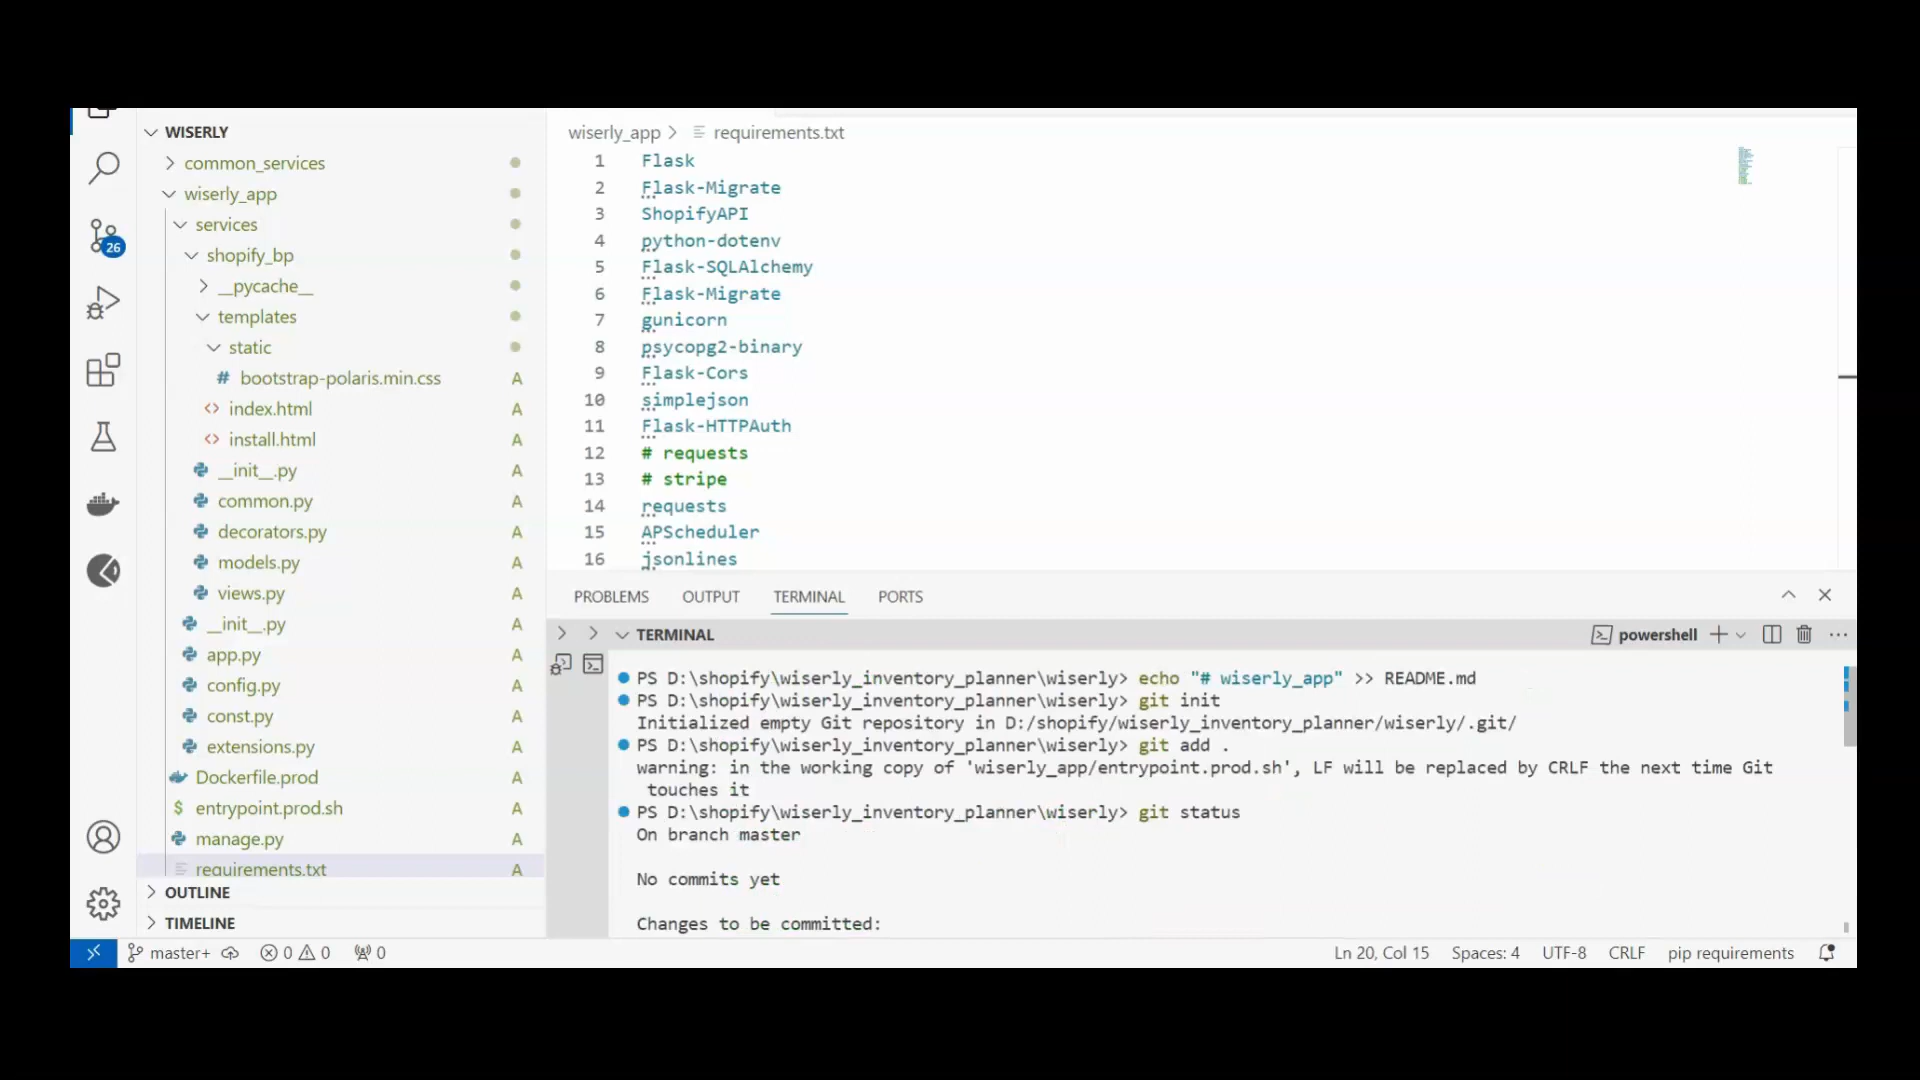 WISERLY
common_services
wiserly_app
services
shopify_bp
__pycache__
templates
static
# bootstrap-polaris.min.css A
<> index.html A
<> install.html A
__init__.py A
common.py A
decorators.py A
models.py A
views.py A
__init__.py A
app.py A
config.py A
const.py A
extensions.py A
Dockerfile.prod A
$ entrypoint.prod.sh A
manage.py A
requirements.txt A
OUTLINE
TIMELINE
26
wiserly_app > requirements.txt
1 Flask
2 Flask-Migrate
3 ShopifyAPI
4 python-dotenv
5 Flask-SQLAlchemy
6 Flask-Migrate
7 gunicorn
8 psycopg2-binary
9 Flask-Cors
10 simplejson
11 Flask-HTTPAuth
12 # requests
13 # stripe
14 requests
15 APScheduler
16 jsonlines
PROBLEMS OUTPUT TERMINAL PORTS
TERMINAL powershell
PS D:\shopify\wiserly_inventory_planner\wiserly> echo "# wiserly_app" >> README.md
PS D:\shopify\wiserly_inventory_planner\wiserly> git init
Initialized empty Git repository in D:/shopify/wiserly_inventory_planner/wiserly/.git/
PS D:\shopify\wiserly_inventory_planner\wiserly> git add .
warning: in the working copy of 'wiserly_app/entrypoint.prod.sh', LF will be replaced by CRLF the next time Git
touches it
PS D:\shopify\wiserly_inventory_planner\wiserly> git status
On branch master
No commits yet
Changes to be committed:
master+ 0 0 0 Ln 20, Col 15 Spaces: 4 UTF-8 CRLF pip requirements